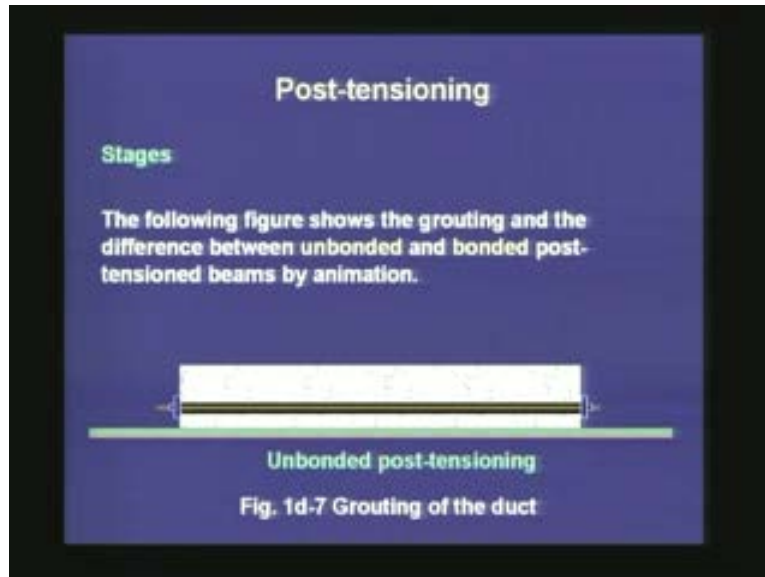 Post-tensioning
Stages
The following figure shows the grouting and the
difference between unbonded and bonded post-
tensioned beams by animation.
Unbonded post-tensioning
Fig. 1d-7 Grouting of the duct